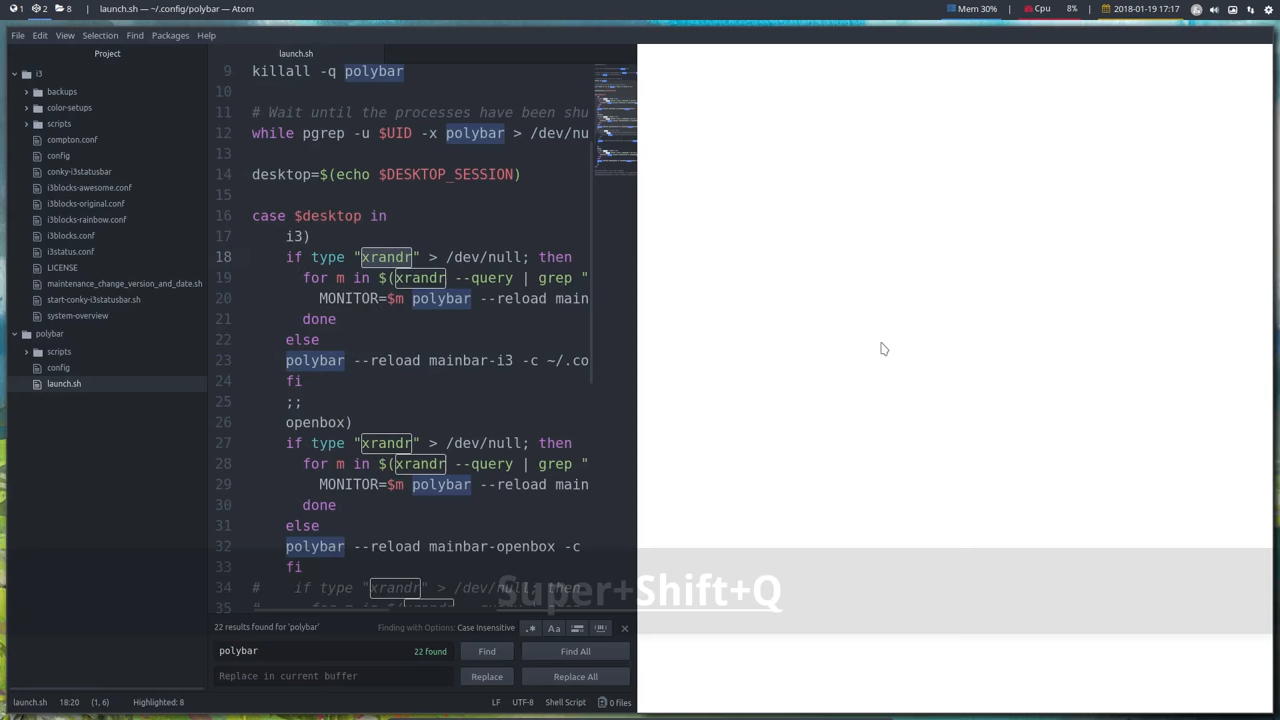 1 2 8 launch.sh — ~/.config/polybar — Atom
Mem 30% Cpu 8% 2018-01-19 17:17
File Edit View Selection Find Packages Help
Project
i3
backups
color-setups
scripts
compton.conf
config
conky-i3statusbar
i3blocks-awesome.conf
i3blocks-original.conf
i3blocks-rainbow.conf
i3blocks.conf
i3status.conf
LICENSE
maintenance_change_version_and_date.sh
start-conky-i3statusbar.sh
system-overview
polybar
scripts
config
launch.sh
launch.sh
9 killall -q polybar
10
11 # Wait until the processes have been shu
12 while pgrep -u $UID -x polybar > /dev/nu
13
14 desktop=$(echo $DESKTOP_SESSION)
15
16 case $desktop in
17 i3)
18 if type "xrandr" > /dev/null; then
19 for m in $(xrandr --query | grep "
20 MONITOR=$m polybar --reload main
21 done
22 else
23 polybar --reload mainbar-i3 -c ~/.co
24 fi
25 ;;
26 openbox)
27 if type "xrandr" > /dev/null; then
28 for m in $(xrandr --query | grep "
29 MONITOR=$m polybar --reload main
30 done
31 else
32 polybar --reload mainbar-openbox -c
33 fi
34 # if type "xrandr" > /dev/null; then
35
Super+Shift+Q
22 results found for 'polybar' Finding with Options: Case Insensitive .* Aa
polybar 22 found Find Find All
Replace in current buffer Replace Replace All
launch.sh 18:20 (1, 6) Highlighted: 8 LF UTF-8 Shell Script 0 files